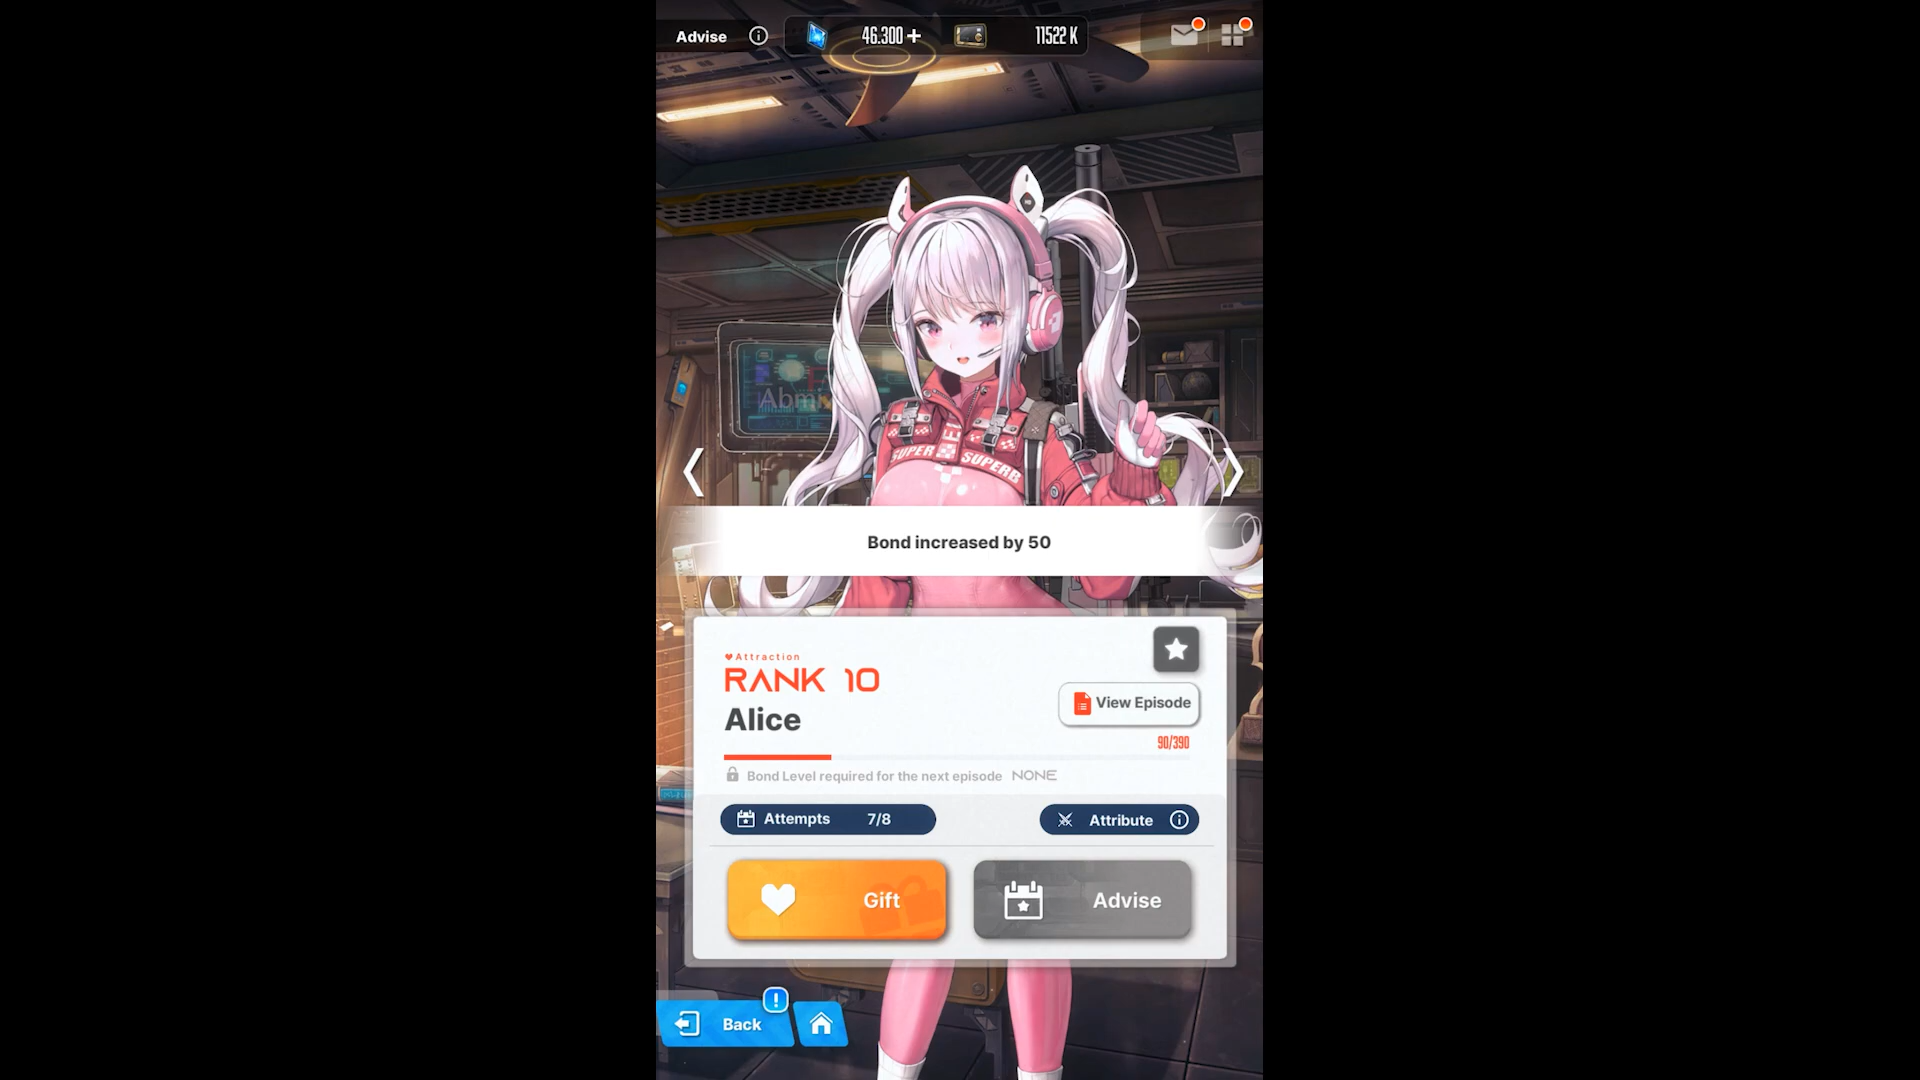 Advise
46.300
11522 K
Abmi
SUPER
SUPERB
Bond increased by 50
Attraction
RANK 10
Alice
View Episode
90/390
Bond Level required for the next episode NONE
Attempts 7/8
Attribute
Gift
Advise
Back